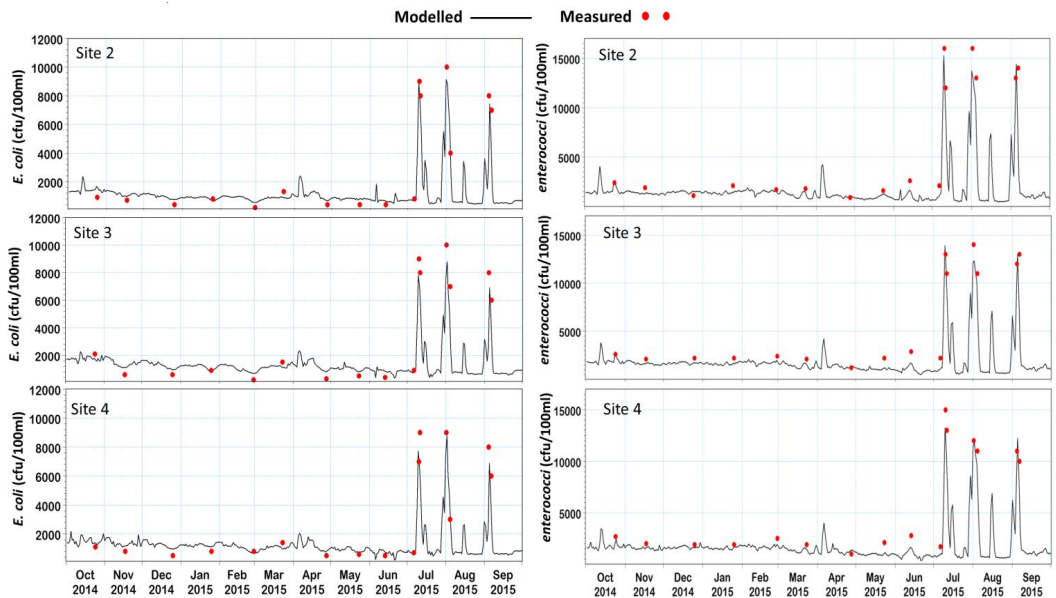 Modelled Measured
12000
10000
8000
6000
4000
2000
E. coli (cfu/100ml)
Site 2
15000
10000
5000
enterococci (cfu/100ml)
Site 2
12000
10000
8000
6000
4000
2000
E. coli (cfu/100ml)
Site 3
15000
10000
5000
enterococci (cfu/100ml)
Site 3
12000
10000
8000
6000
4000
2000
E. coli (cfu/100ml)
Site 4
15000
10000
5000
enterococci (cfu/100ml)
Site 4
Oct Nov Dec Jan Feb Mar Apr May Jun Jul Aug Sep
2014 2014 2014 2015 2015 2015 2015 2015 2015 2015 2015 2015
Oct Nov Dec Jan Feb Mar Apr May Jun Jul Aug Sep
2014 2014 2014 2015 2015 2015 2015 2015 2015 2015 2015 2015